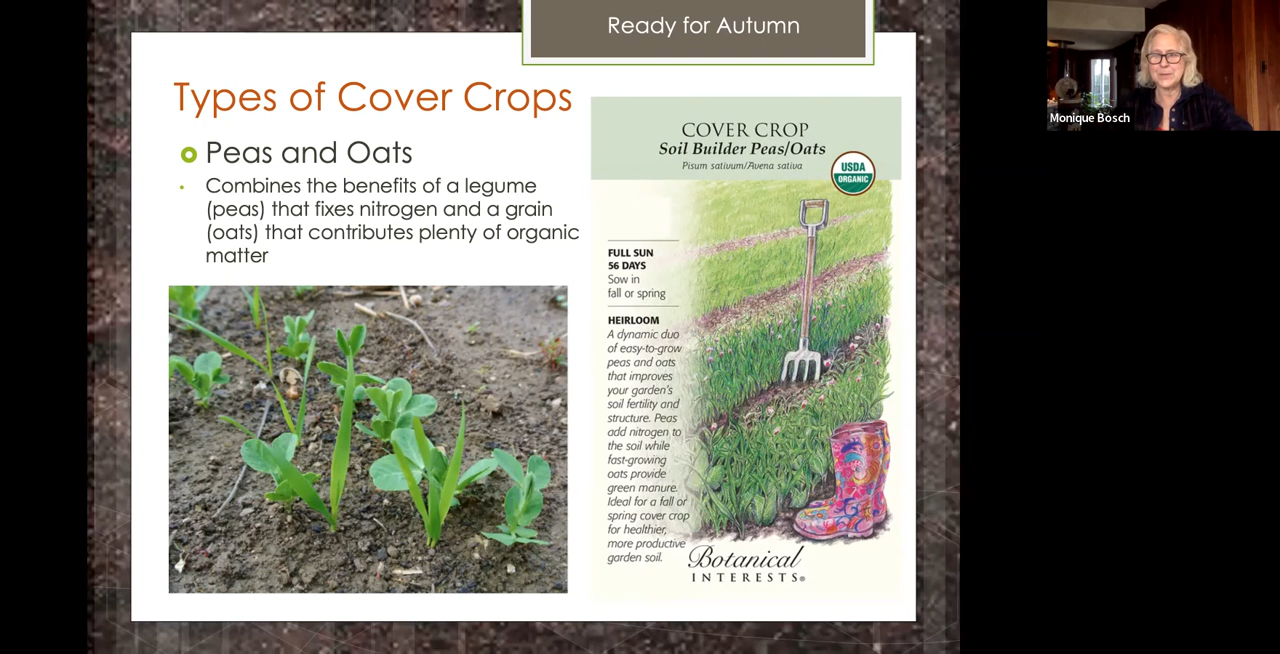 Ready for Autumn
Types of Cover Crops
Peas and Oats
Combines the benefits of a legume
(peas) that fixes nitrogen and a grain
(oats) that contributes plenty of organic
matter
COVER CROP
Soil Builder Peas/Oats
Pisum sativum/Avena sativa
USDA
ORGANIC
FULL SUN
56 DAYS
Sow in
fall or spring
HEIRLOOM
A dynamic duo
of easy-to-grow
peas and oats
that improves
your garden's
soil fertility and
structure. Peas
add nitrogen to
the soil while
fast-growing
oats provide
green manure.
Ideal for a fall or
spring cover crop
for healthier,
more productive
garden soil.
Botanical
INTERESTS®
Monique Bosch